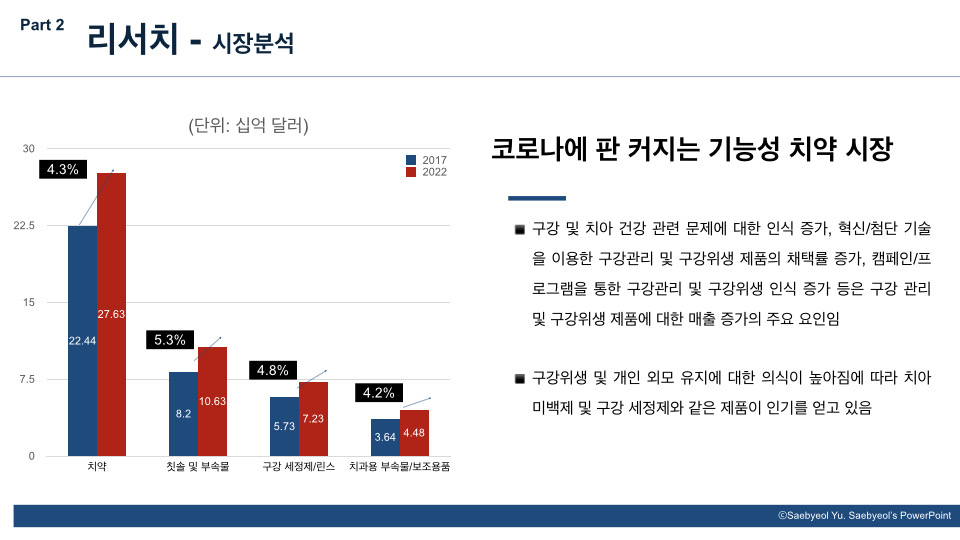 Part 2
리서치 - 시장분석
(단위: 십억 달러)
30
22.5
15
7.5
0
2017
2022
4.3%
5.3%
4.8%
4.2%
22.44
27.63
8.2
10.63
5.73
7.23
3.64
4.48
치약
칫솔 및 부속물
구강 세정제/린스
치과용 부속물/보조용품
코로나에 판 커지는 기능성 치약 시장
구강 및 치아 건강 관련 문제에 대한 인식 증가, 혁신/첨단 기술
을 이용한 구강관리 및 구강위생 제품의 채택률 증가, 캠페인/프
로그램을 통한 구강관리 및 구강위생 인식 증가 등은 구강 관리
및 구강위생 제품에 대한 매출 증가의 주요 요인임
구강위생 및 개인 외모 유지에 대한 의식이 높아짐에 따라 치아
미백제 및 구강 세정제와 같은 제품이 인기를 얻고 있음
ⓒSaebyeol Yu. Saebyeol's PowerPoint